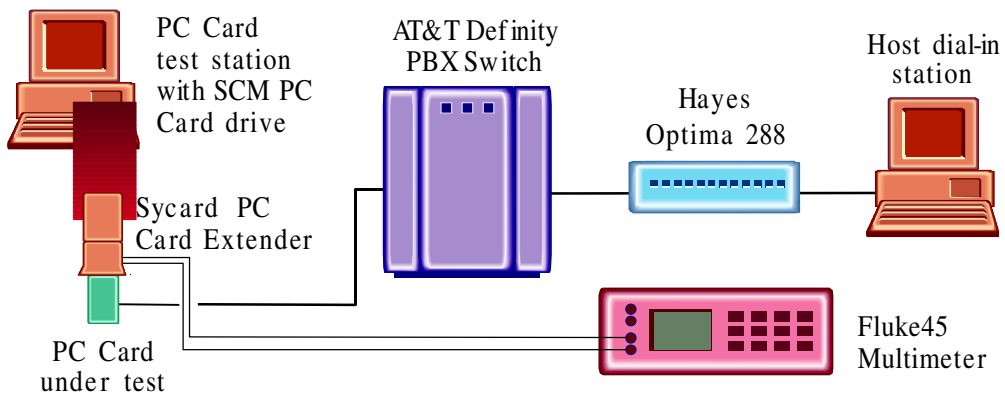 PC Card
test station
with SCM PC
Card drive
AT&T Definity
PBX Switch
Host dial-in
station
Hayes
Optima 288
Sycard PC
Card Extender
PC Card
under test
Fluke45
Multimeter